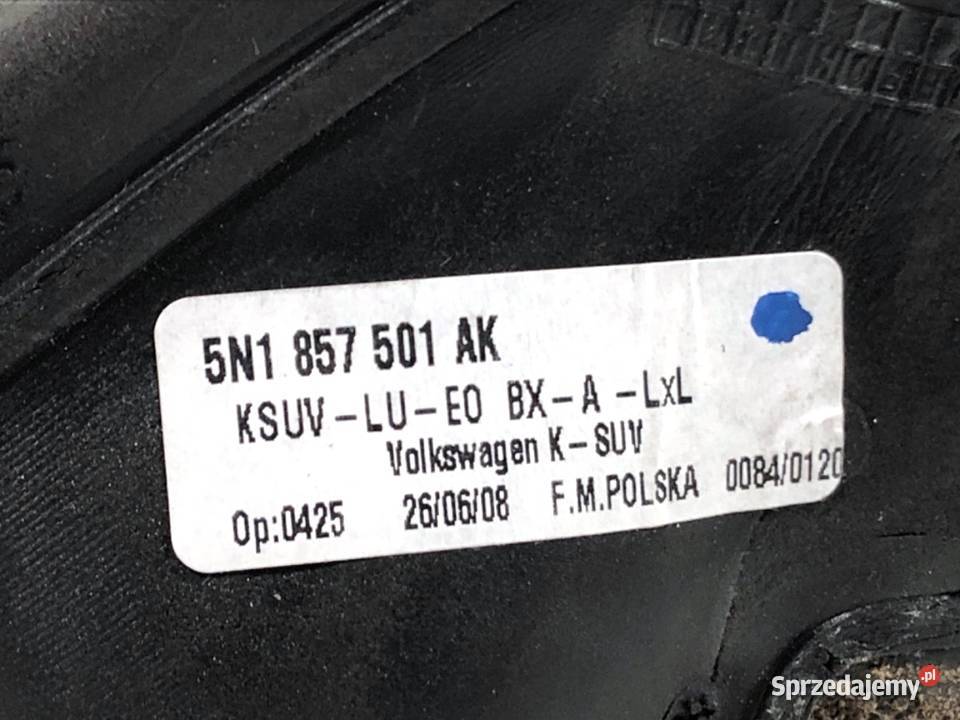 5N1 857 501 AK
KSUV-LU-EO BX-A -LxL
Volkswagen K-SUV
Op:0425 26/06/08 F.M.POLSKA 0084/0120
Sprzedajemy.pl